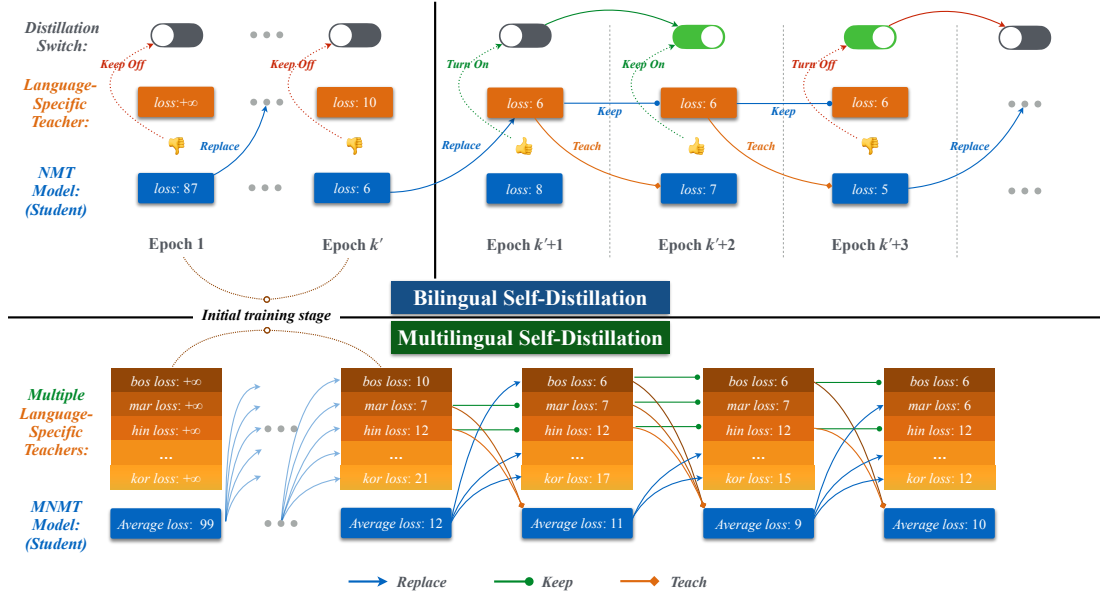 Distillation
Switch:
Keep Off
Keep Off
Turn On
Keep On
Turn Off
Language-
Specific
Teacher:
loss:+∞
loss: 10
loss: 6
loss: 6
loss: 6
Keep
Keep
Replace
Replace
Teach
Teach
Replace
NMT
Model:
(Student)
loss: 87
loss: 6
loss: 8
loss: 7
loss: 5
Epoch 1
Epoch k'
Epoch k'+1
Epoch k'+2
Epoch k'+3
Bilingual Self-Distillation
Initial training stage
Multilingual Self-Distillation
Multiple
Language-
Specific
Teachers:
bos loss: +∞
mar loss: +∞
hin loss: +∞
...
kor loss: +∞
bos loss: 10
mar loss: 7
hin loss: 12
...
kor loss: 21
bos loss: 6
mar loss: 7
hin loss: 12
...
kor loss: 17
bos loss: 6
mar loss: 7
hin loss: 12
...
kor loss: 15
bos loss: 6
mar loss: 6
hin loss: 12
...
kor loss: 12
MNMT
Model:
(Student)
Average loss: 99
Average loss: 12
Average loss: 11
Average loss: 9
Average loss: 10
Replace
Keep
Teach